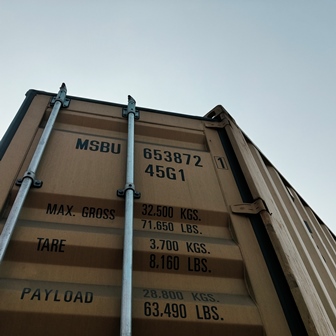 MSBU 653872 1
45G1
MAX. GROSS 32.500 KGS.
71.650 LBS.
TARE 3.700 KGS.
8.160 LBS.
PAYLOAD 28.800 KGS.
63.490 LBS.